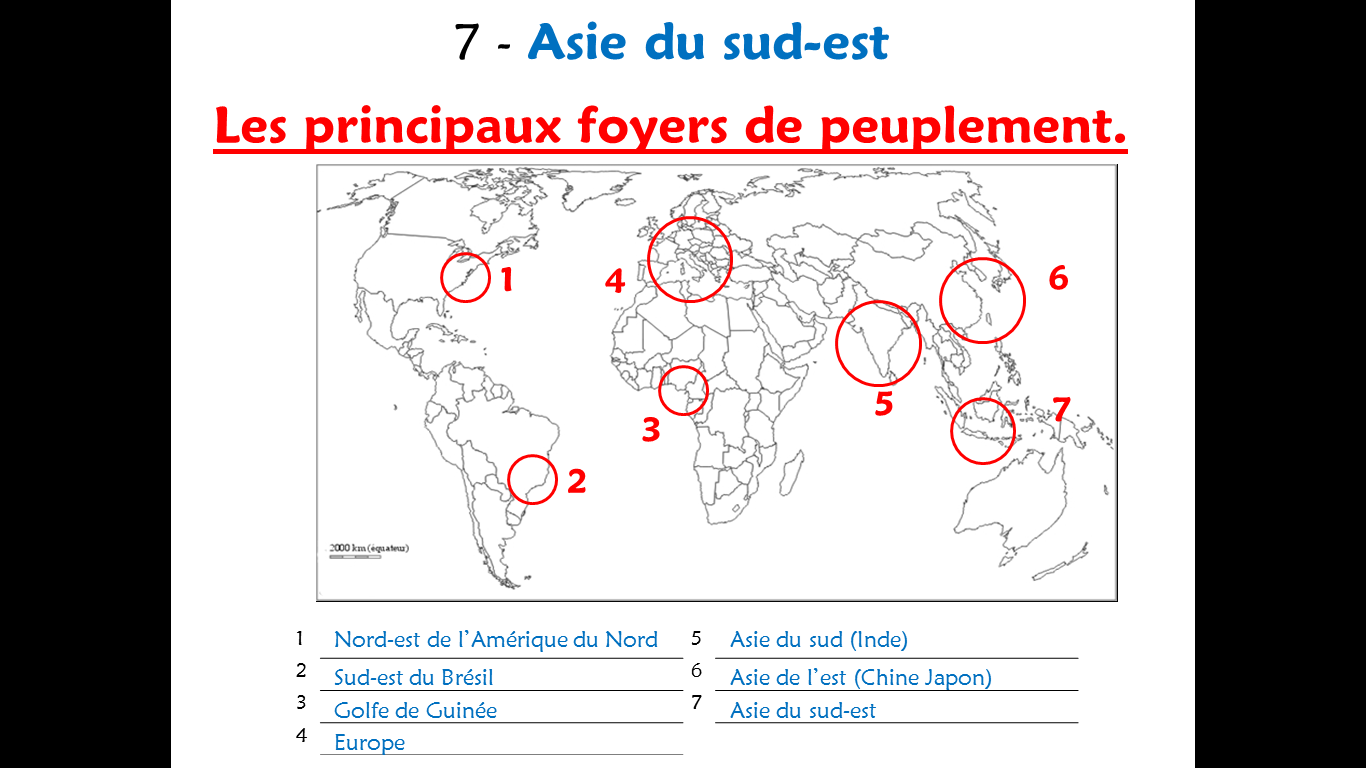 7 - Asie du sud-est
Les principaux foyers de peuplement.
1
4
6
5
7
3
2
2000 km (équateur)
1 Nord-est de l’Amérique du Nord
2 Sud-est du Brésil
3 Golfe de Guinée
4 Europe
5 Asie du sud (Inde)
6 Asie de l’est (Chine Japon)
7 Asie du sud-est